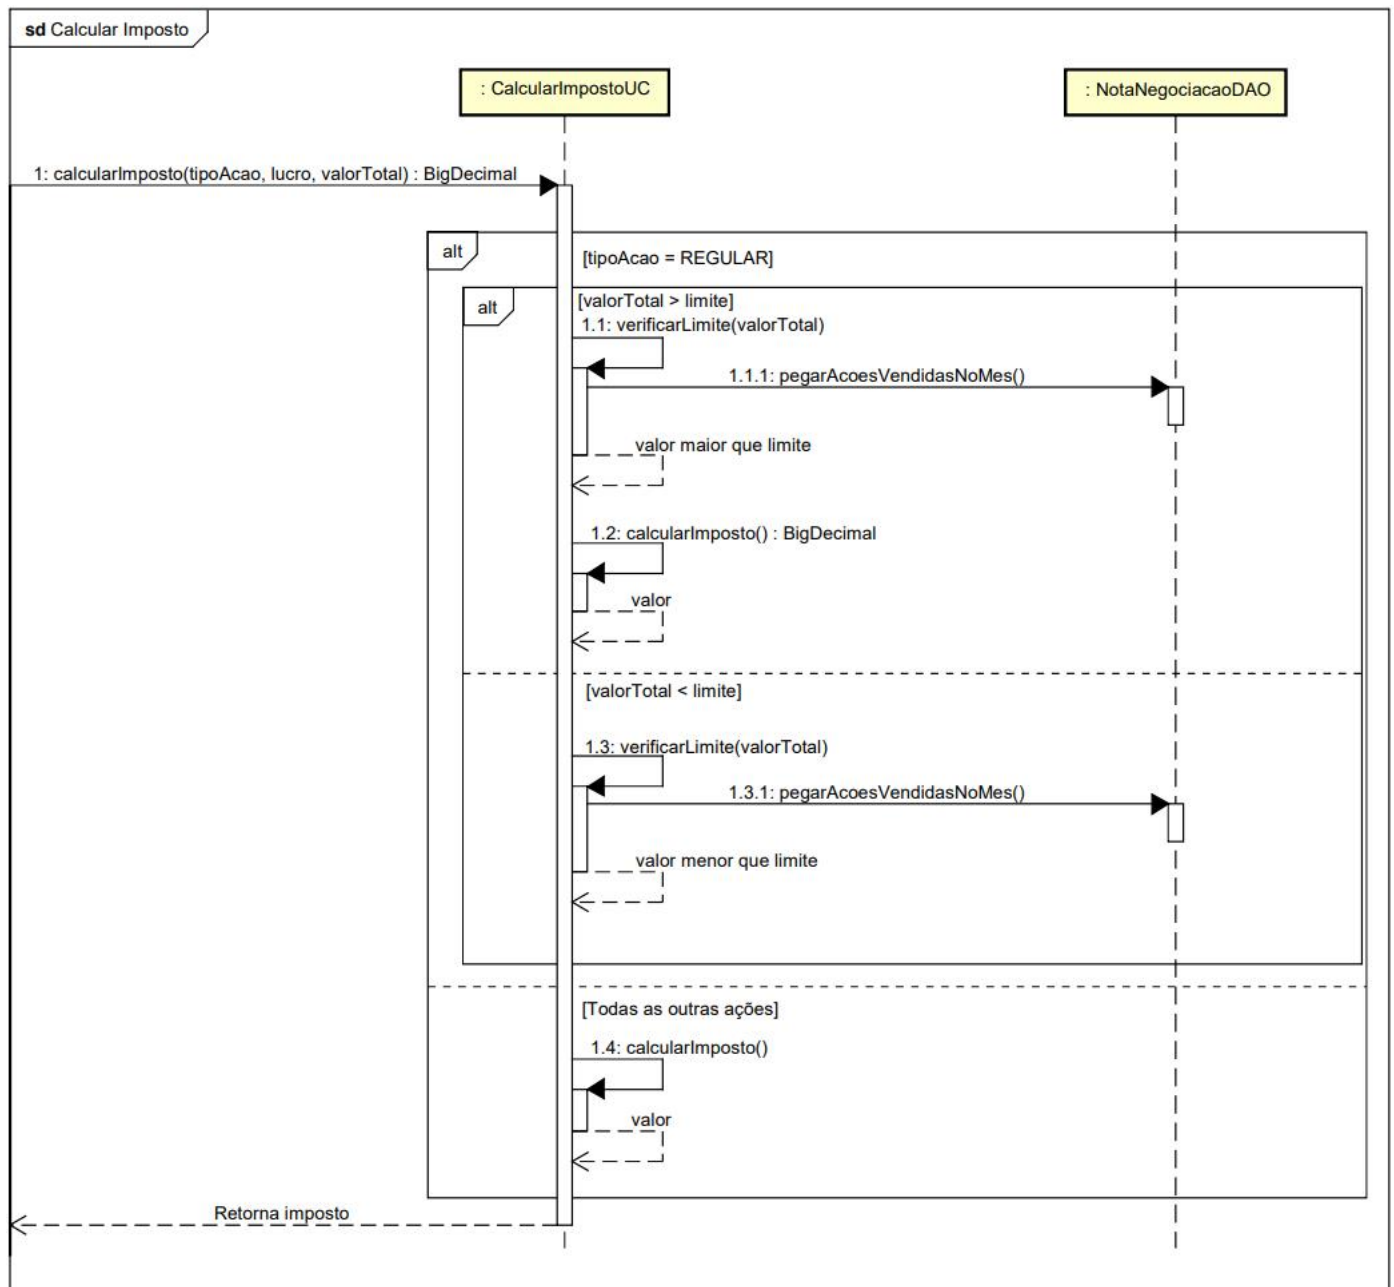 sd Calcular Imposto
: CalcularImpostoUC
: NotaNegociacaoDAO
1: calcularImposto(tipoAcao, lucro, valorTotal) : BigDecimal
alt
[tipoAcao = REGULAR]
alt
[valorTotal > limite]
1.1: verificarLimite(valorTotal)
1.1.1: pegarAcoesVendidasNoMes()
valor maior que limite
1.2: calcularImposto() : BigDecimal
valor
[valorTotal < limite]
1.3: verificarLimite(valorTotal)
1.3.1: pegarAcoesVendidasNoMes()
valor menor que limite
[Todas as outras ações]
1.4: calcularImposto()
valor
Retorna imposto